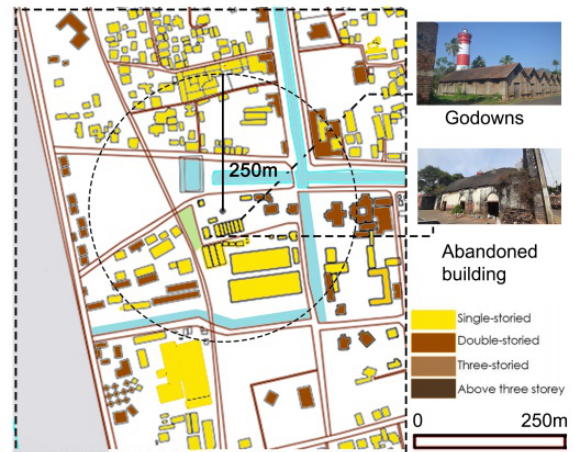 250m
Godowns
Abandoned
building
Single-storied
Double-storied
Three-storied
Above three storey
0 250m